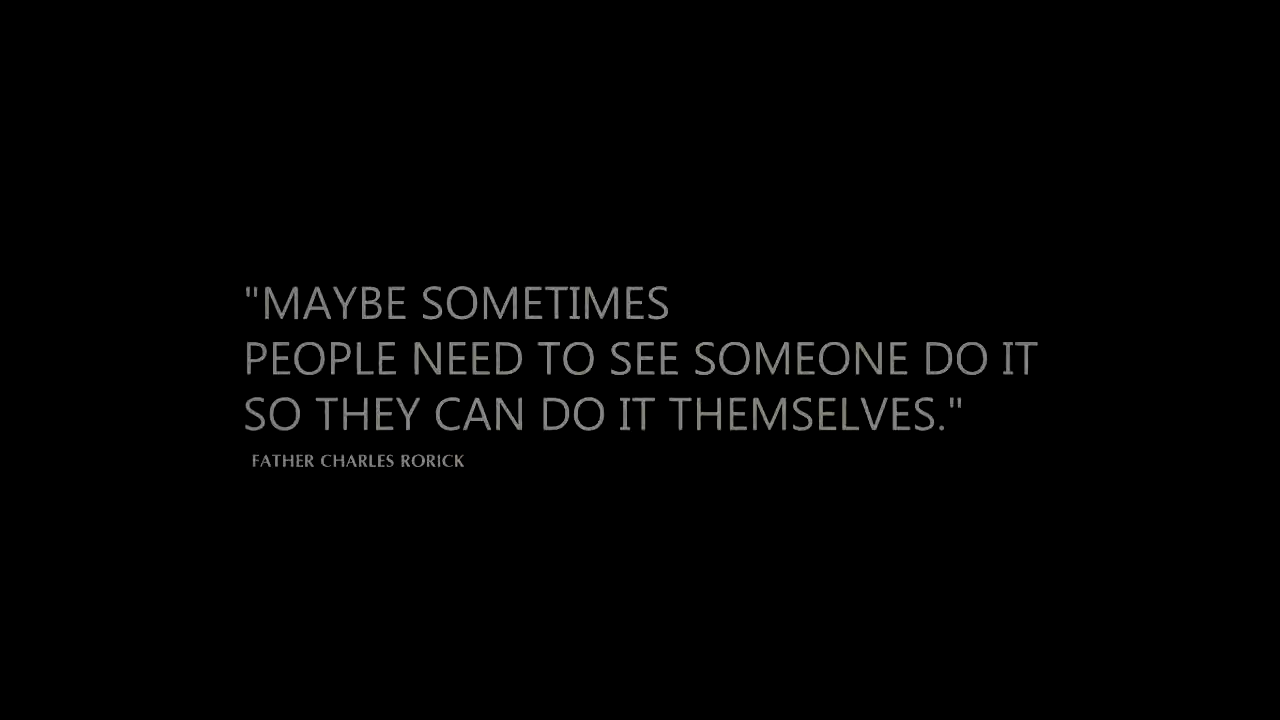 "MAYBE SOMETIMES
PEOPLE NEED TO SEE SOMEONE DO IT
SO THEY CAN DO IT THEMSELVES."
FATHER CHARLES RORICK